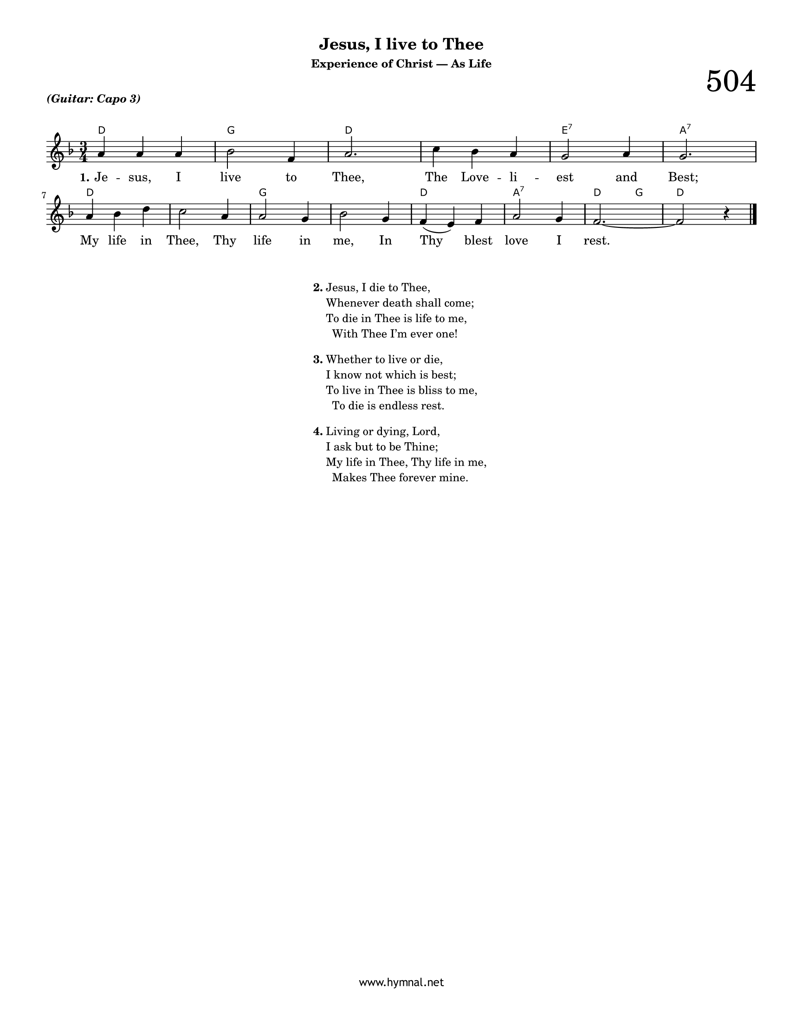 Jesus, I live to Thee
Experience of Christ — As Life
504
(Guitar: Capo 3)
D G D E7 A7
3
4
1. Je - sus, I live to Thee, The Love - li - est and Best;
7
D G D A7 D G D
My life in Thee, Thy life in me, In Thy blest love I rest.
2. Jesus, I die to Thee,
Whenever death shall come;
To die in Thee is life to me,
With Thee I'm ever one!
3. Whether to live or die,
I know not which is best;
To live in Thee is bliss to me,
To die is endless rest.
4. Living or dying, Lord,
I ask but to be Thine;
My life in Thee, Thy life in me,
Makes Thee forever mine.
www.hymnal.net